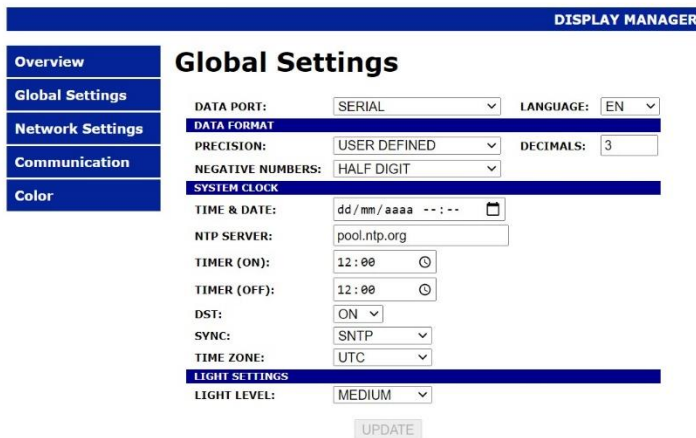 DISPLAY MANAGER
Overview
Global Settings
Network Settings
Communication
Color
Global Settings
DATA PORT: SERIAL LANGUAGE: EN
DATA FORMAT
PRECISION: USER DEFINED DECIMALS: 3
NEGATIVE NUMBERS: HALF DIGIT
SYSTEM CLOCK
TIME & DATE: dd/mm/aaaa --:--
NTP SERVER: pool.ntp.org
TIMER (ON): 12:00
TIMER (OFF): 12:00
DST: ON
SYNC: SNTP
TIME ZONE: UTC
LIGHT SETTINGS
LIGHT LEVEL: MEDIUM
UPDATE